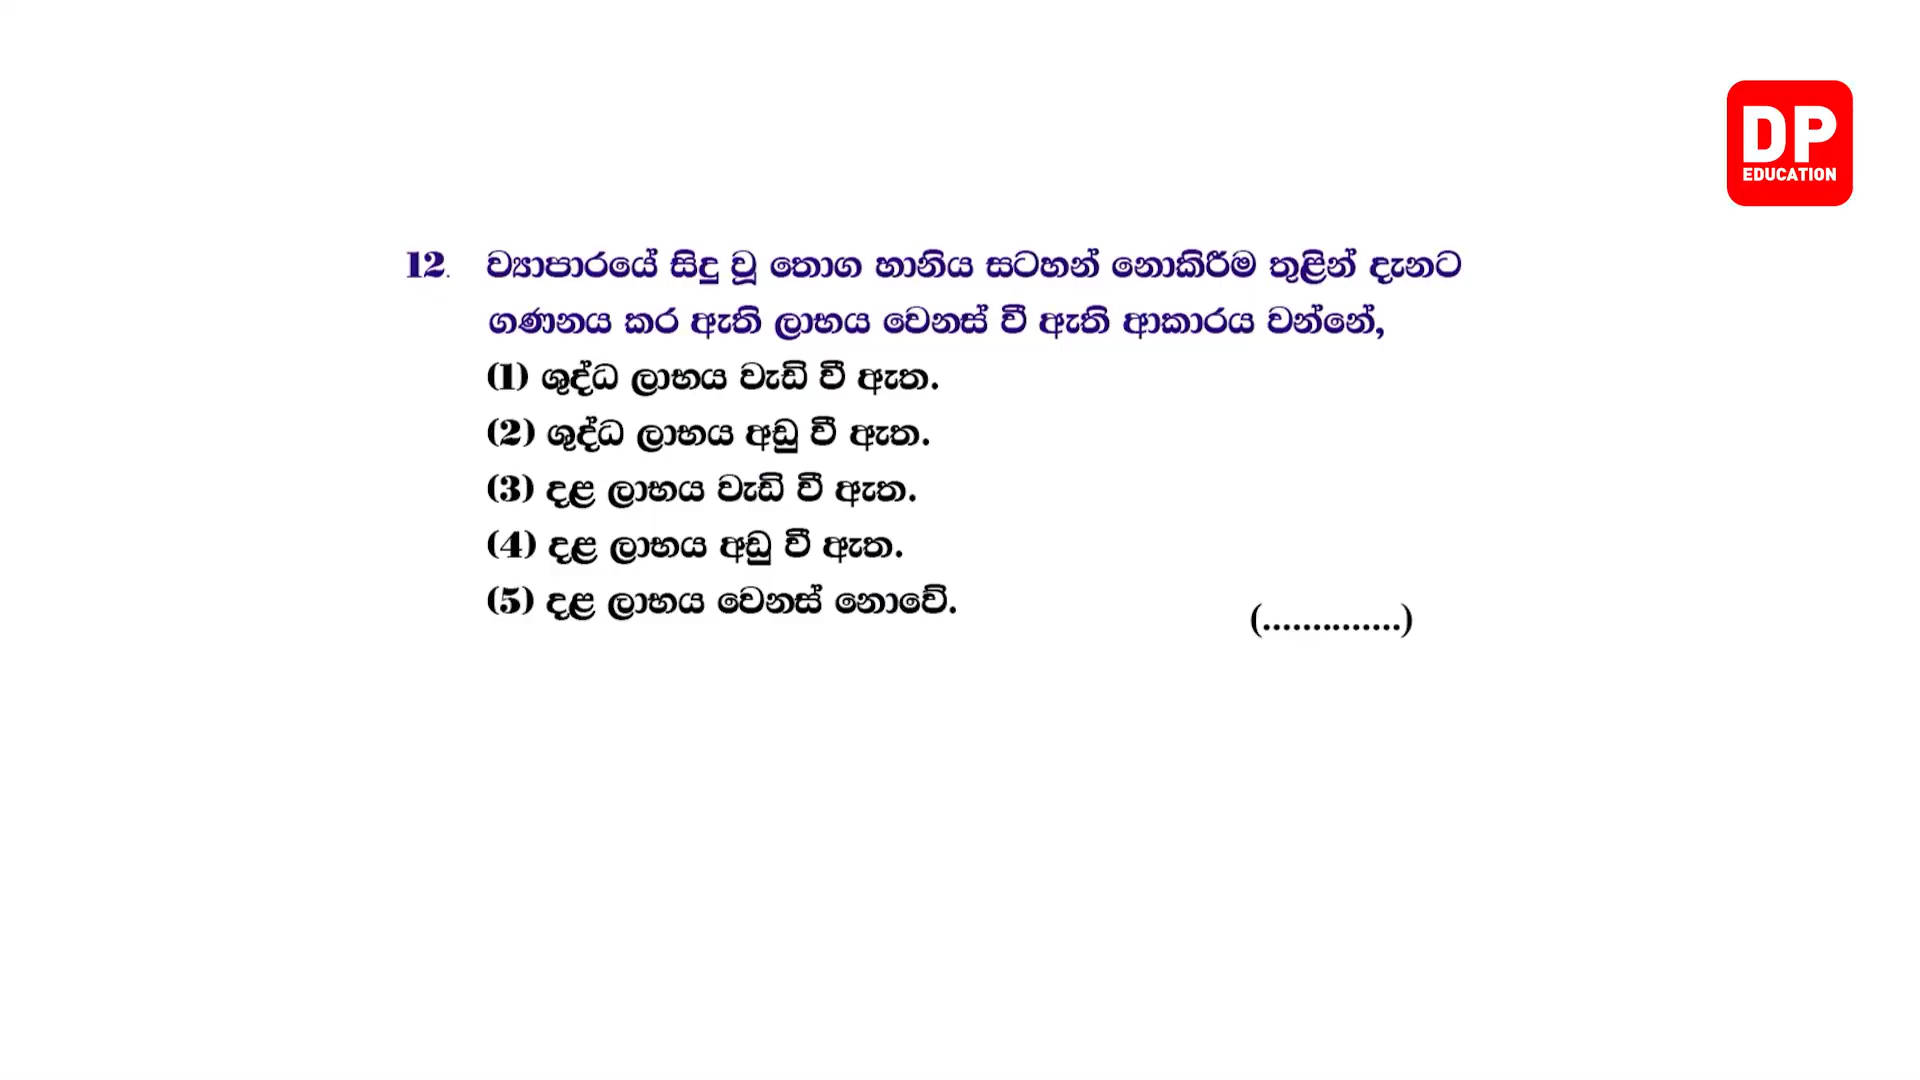 DP
EDUCATION
12. ව්‍යාපාරයේ සිදු වූ තොග හානිය සටහන් නොකිරීම තුළින් දැනට
ගණනය කර ඇති ලාභය වෙනස් වී ඇති ආකාරය වන්නේ,
(1) ශුද්ධ ලාභය වැඩි වී ඇත.
(2) ශුද්ධ ලාභය අඩු වී ඇත.
(3) දළ ලාභය වැඩි වී ඇත.
(4) දළ ලාභය අඩු වී ඇත.
(5) දළ ලාභය වෙනස් නොවේ.
(..............)